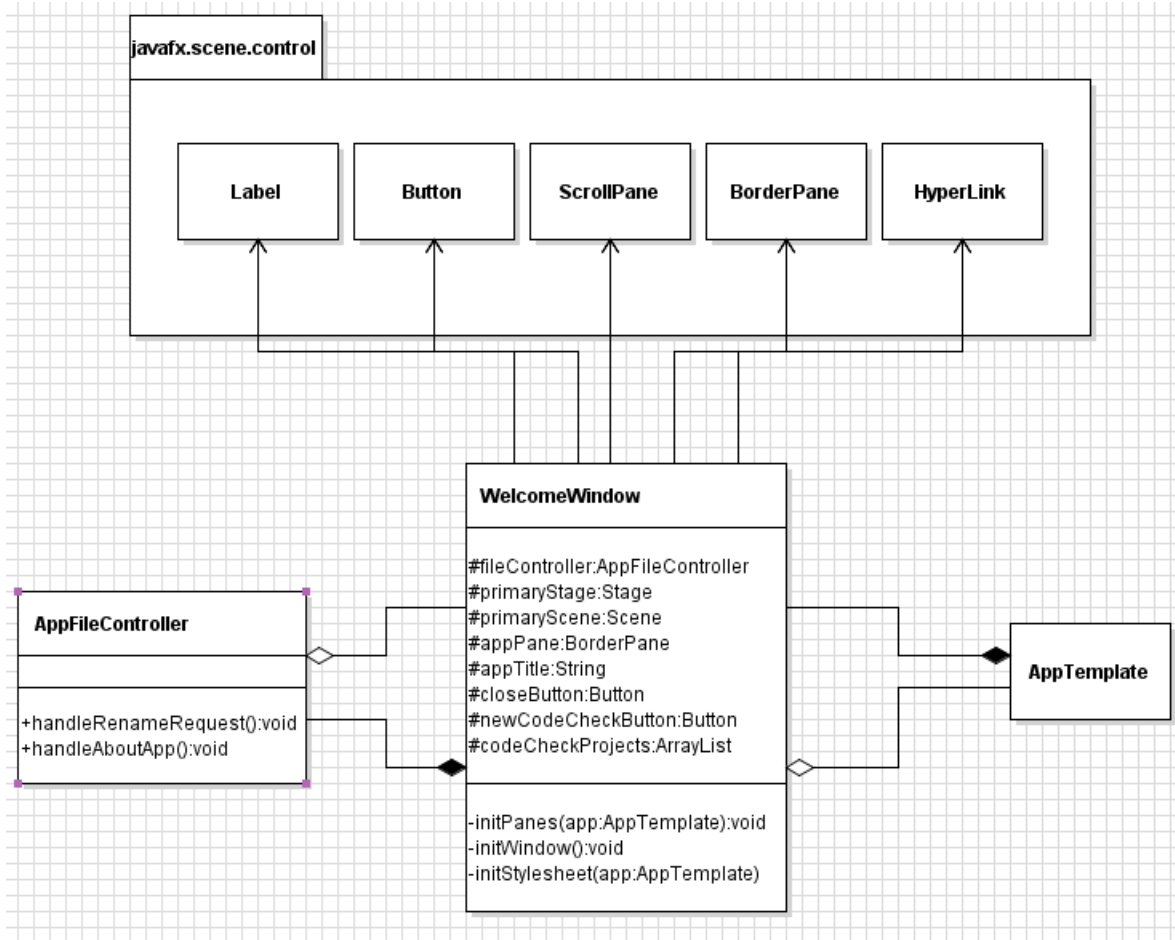 javafx.scene.control
Label
Button
ScrollPane
BorderPane
HyperLink
WelcomeWindow
#fileController:AppFileController
#primaryStage:Stage
#primaryScene:Scene
#appPane:BorderPane
#appTitle:String
#closeButton:Button
#newCodeCheckButton:Button
#codeCheckProjects:ArrayList
-initPanes(app:AppTemplate):void
-initWindow():void
-initStylesheet(app:AppTemplate)
AppFileController
+handleRenameRequest():void
+handleAboutApp():void
AppTemplate